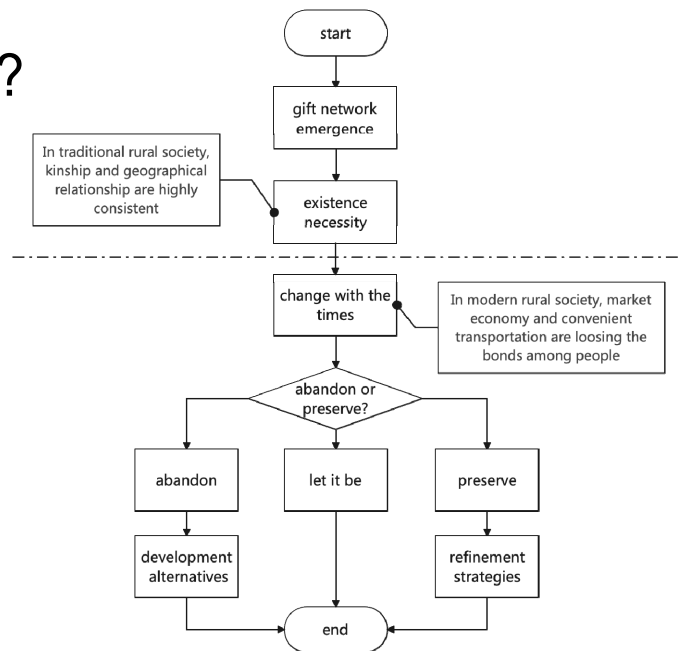 ?
start
gift network
emergence
In traditional rural society,
kinship and geographical
relationship are highly
consistent
existence
necessity
change with the
times
In modern rural society, market
economy and convenient
transportation are loosing the
bonds among people
abandon or
preserve?
abandon
let it be
preserve
development
alternatives
refinement
strategies
end